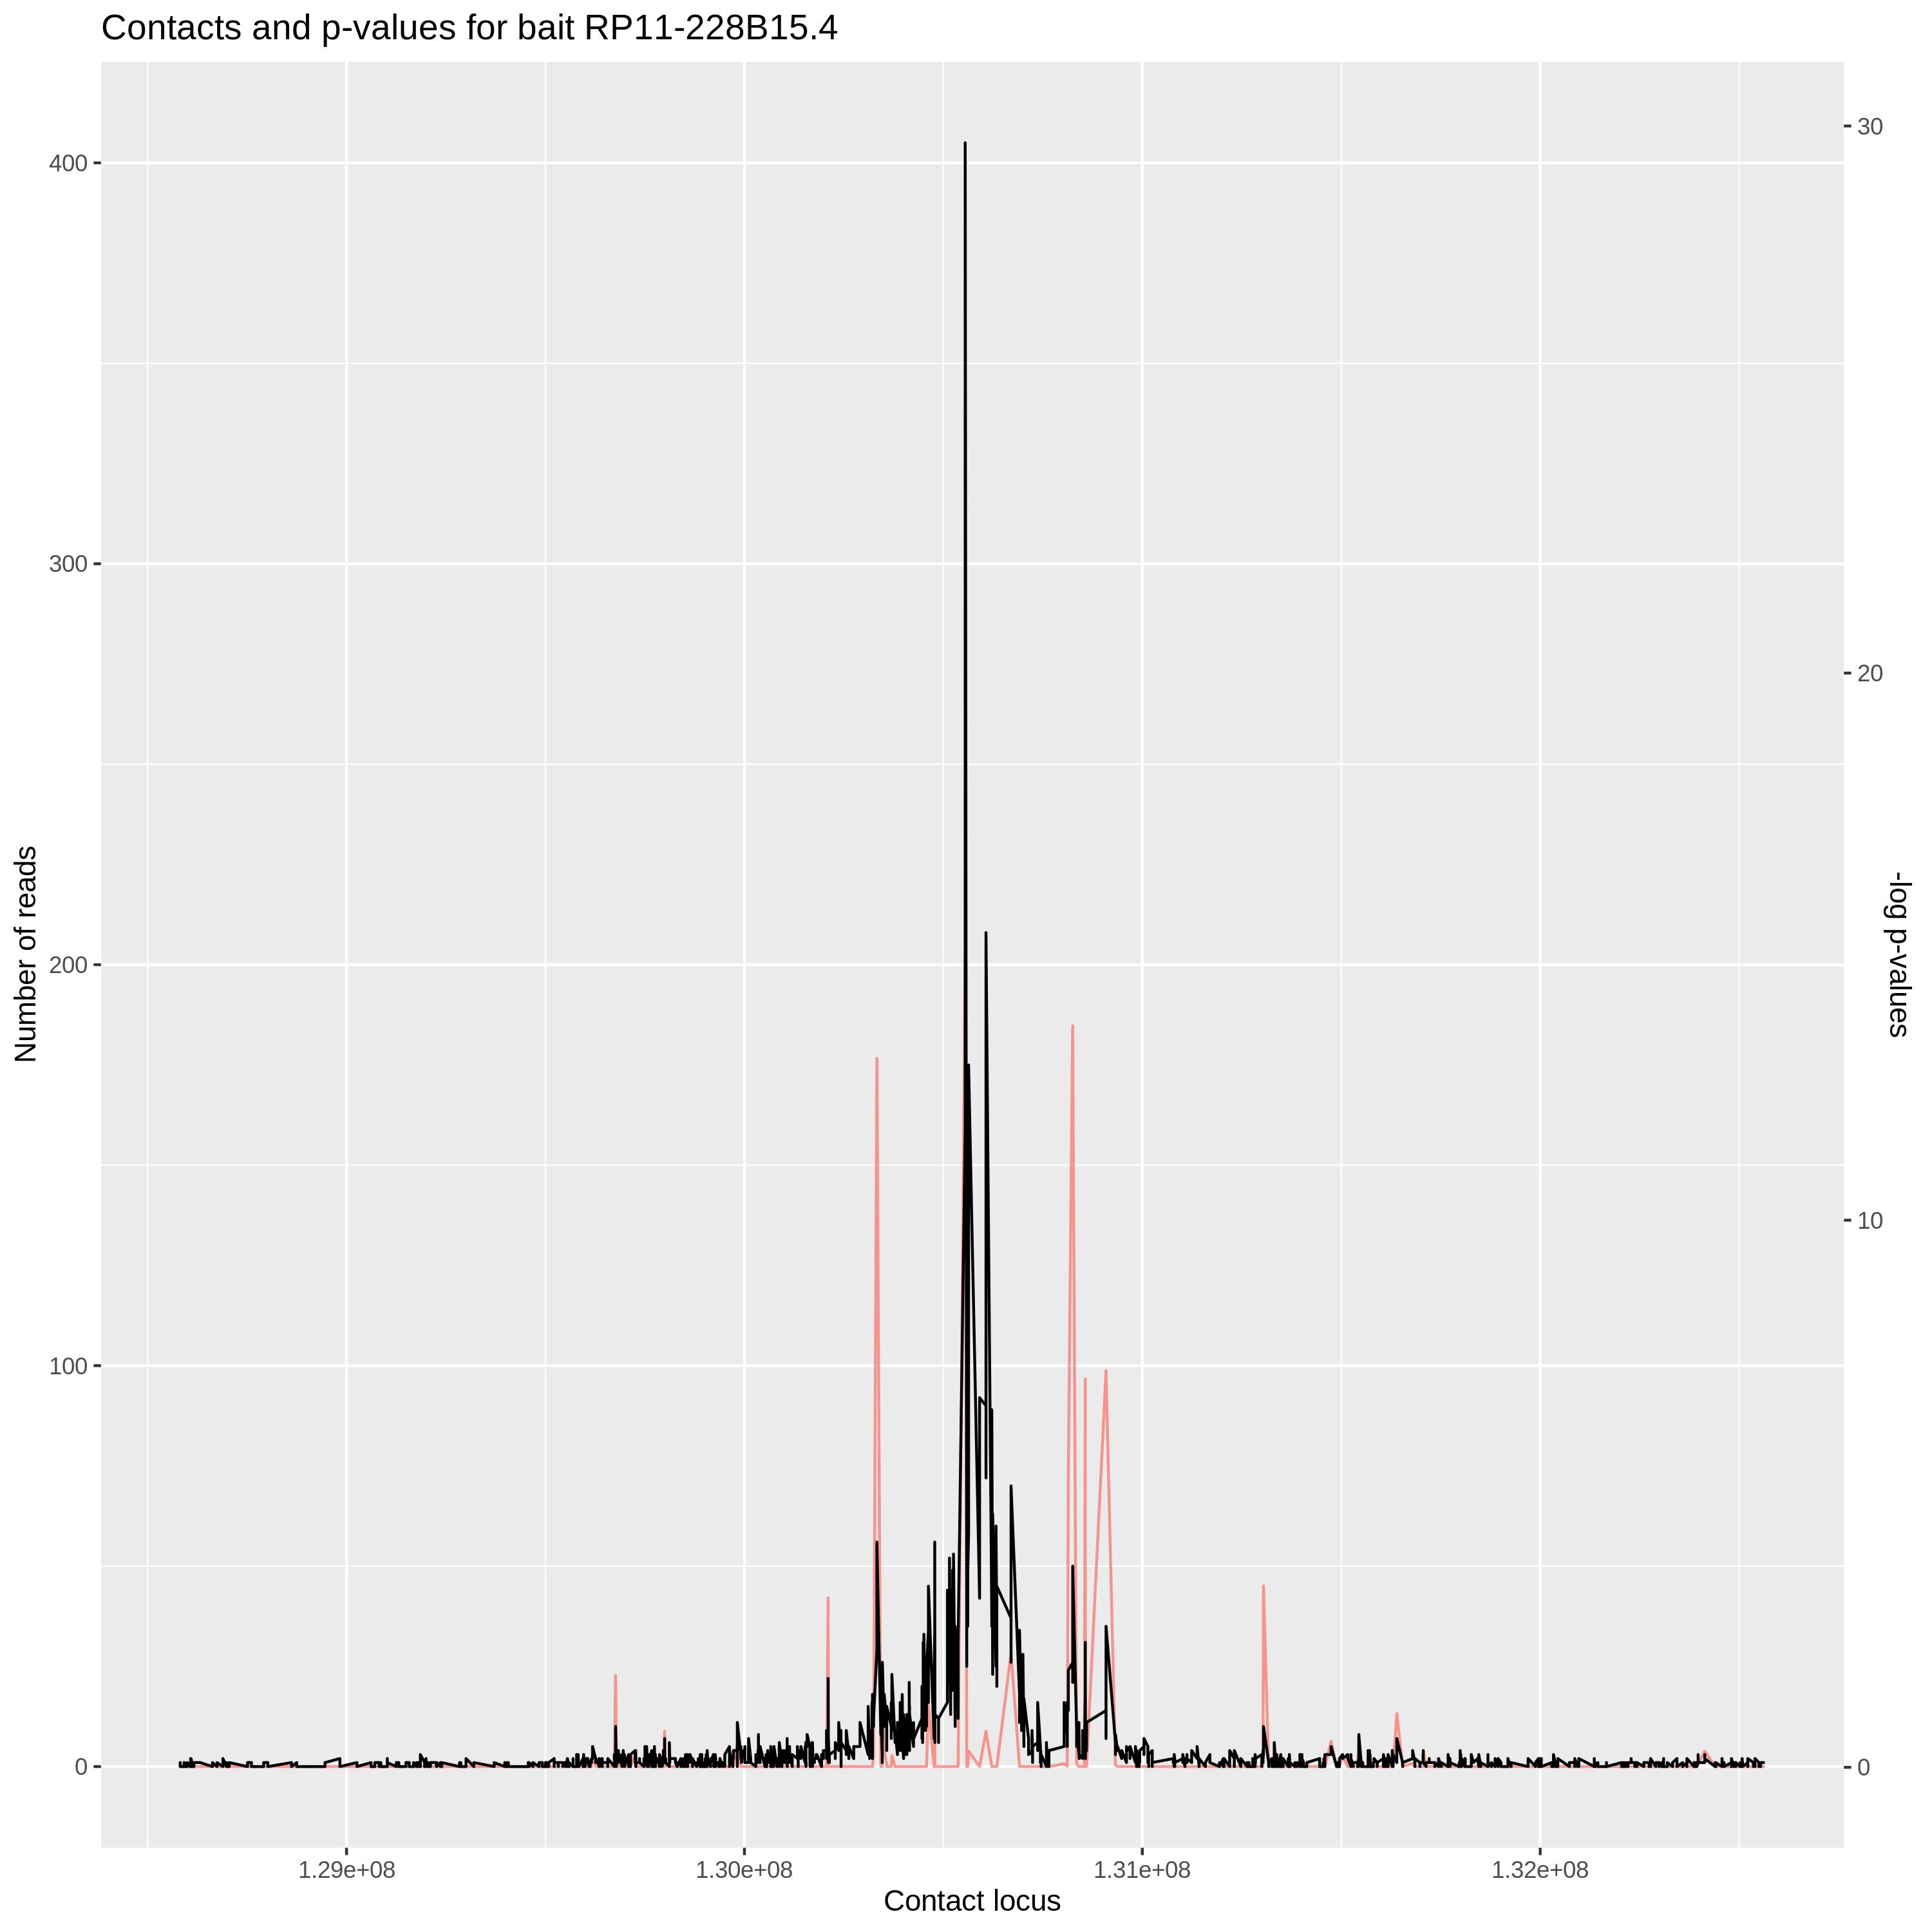 Contacts and p-values for bait RP11-228B15.4
400
300
200
100
0
Number of reads
30
20
10
0
-log p-values
1.29e+08
1.30e+08
1.31e+08
1.32e+08
Contact locus